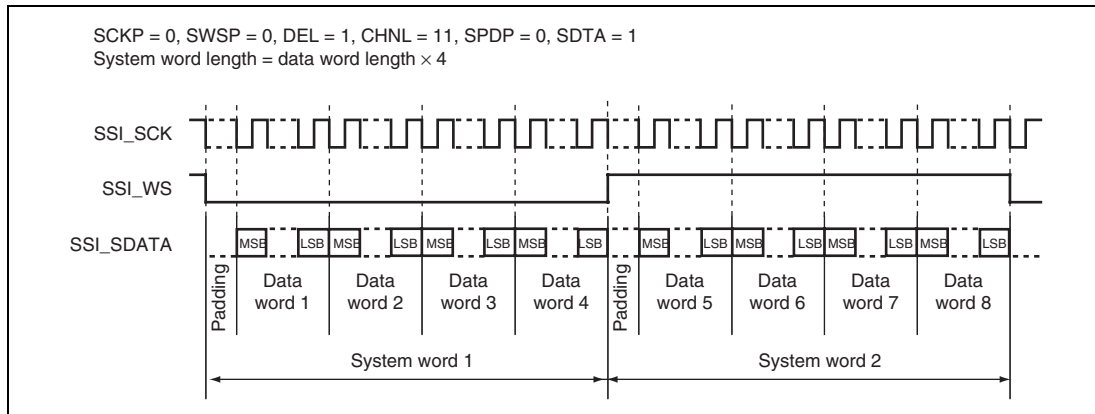 SCKP = 0, SWSP = 0, DEL = 1, CHNL = 11, SPDP = 0, SDTA = 1
System word length = data word length × 4
SSI_SCK
SSI_WS
SSI_SDATA
MSB LSB MSB LSB MSB LSB MSB LSB MSB LSB MSB LSB MSB LSB MSB LSB
Padding
Data word 1
Data word 2
Data word 3
Data word 4
Padding
Data word 5
Data word 6
Data word 7
Data word 8
System word 1
System word 2